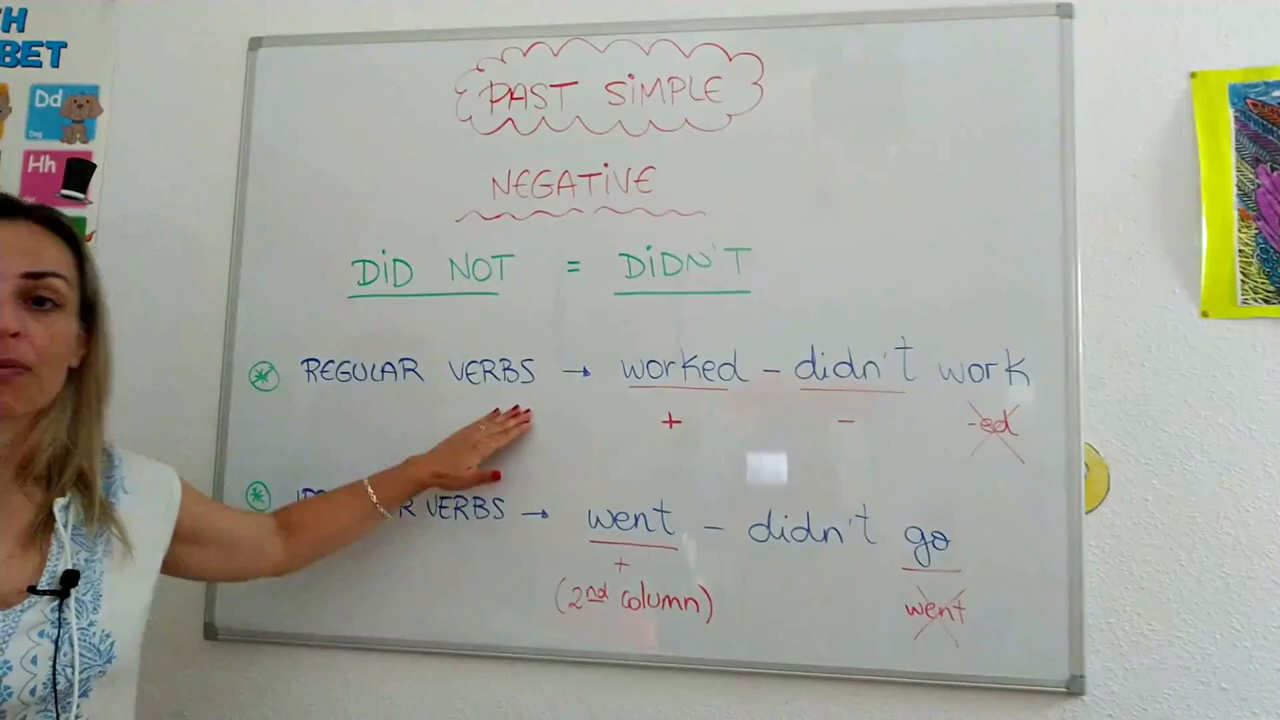 Dd
Hh
PAST SiMPLE
NEGATiVE
DiD NOT = DiDN'T
REGULAR VERBS → worked - didn't work
+ - -ed
VERBS → went - didn't go
+
(2nd column) went